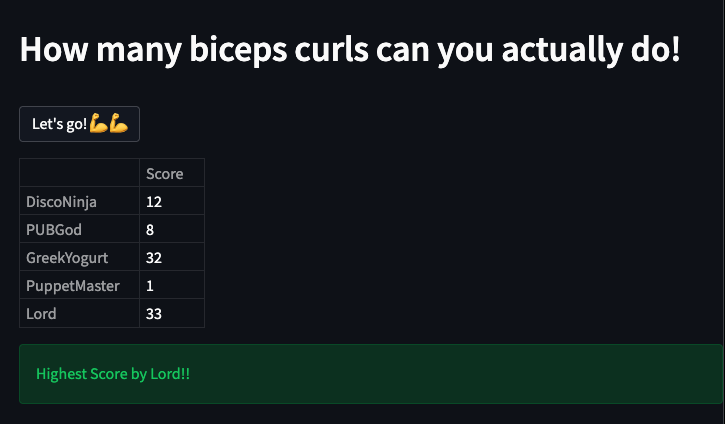 How many biceps curls can you actually do!
Let's go!💪💪
Score
DiscoNinja 12
PUBGod 8
GreekYogurt 32
PuppetMaster 1
Lord 33
Highest Score by Lord!!